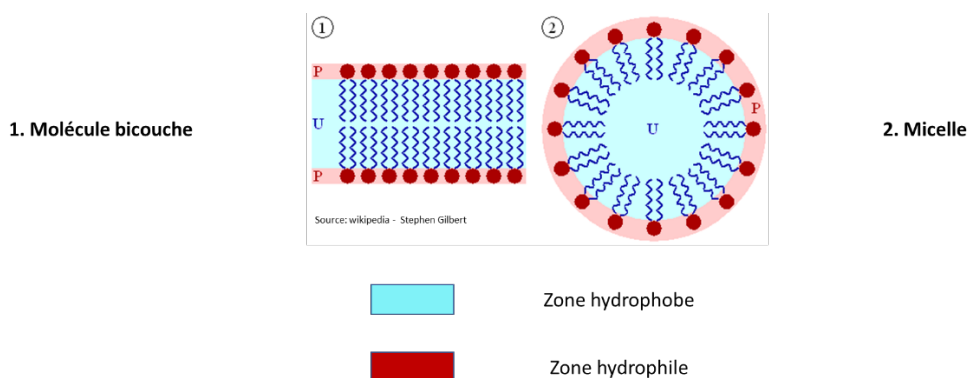 ① ②
P
U
P
P
U
1. Molécule bicouche
2. Micelle
Source: wikipedia - Stephen Gilbert
Zone hydrophobe
Zone hydrophile